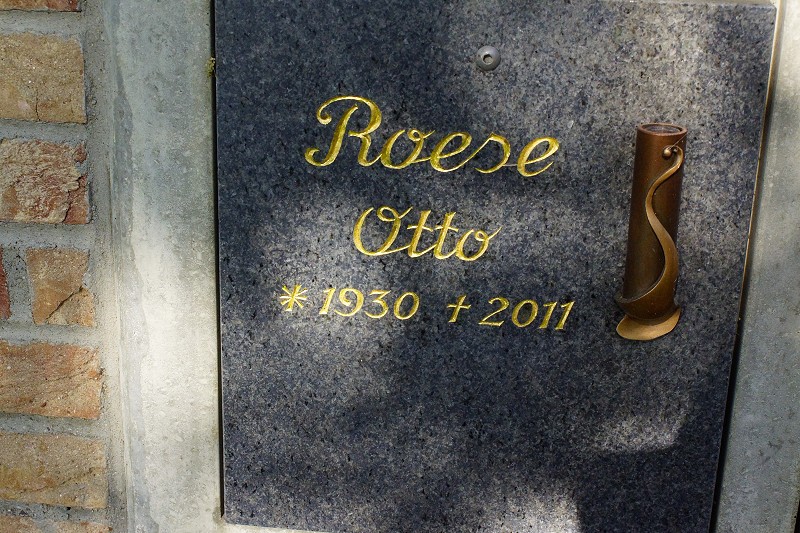 Roese
Otto
* 1930 † 2011